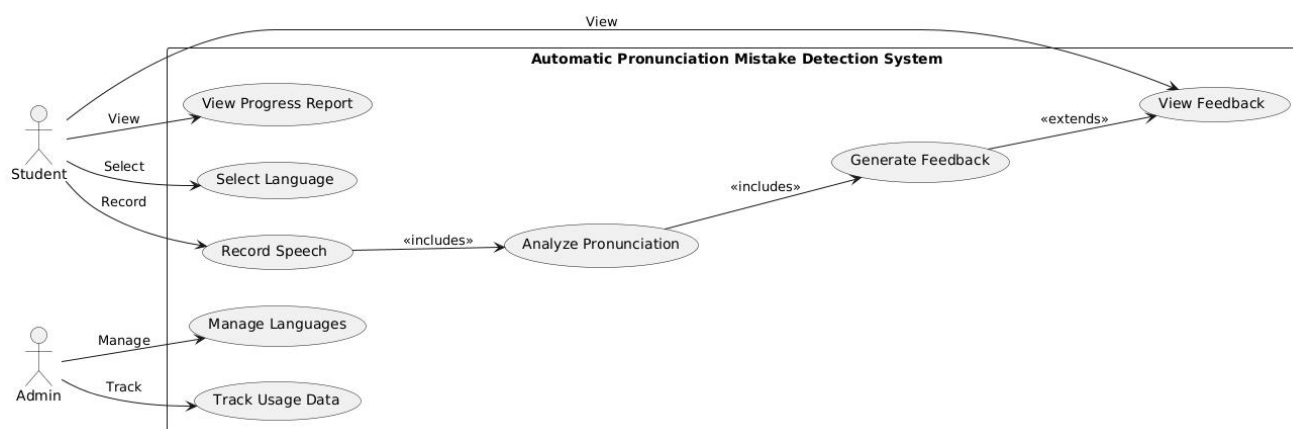 View
Automatic Pronunciation Mistake Detection System
View Progress Report
View Feedback
View
«extends»
Student
Select
Select Language
Generate Feedback
Record
«includes»
Record Speech
«includes»
Analyze Pronunciation
Manage Languages
Manage
Admin
Track
Track Usage Data